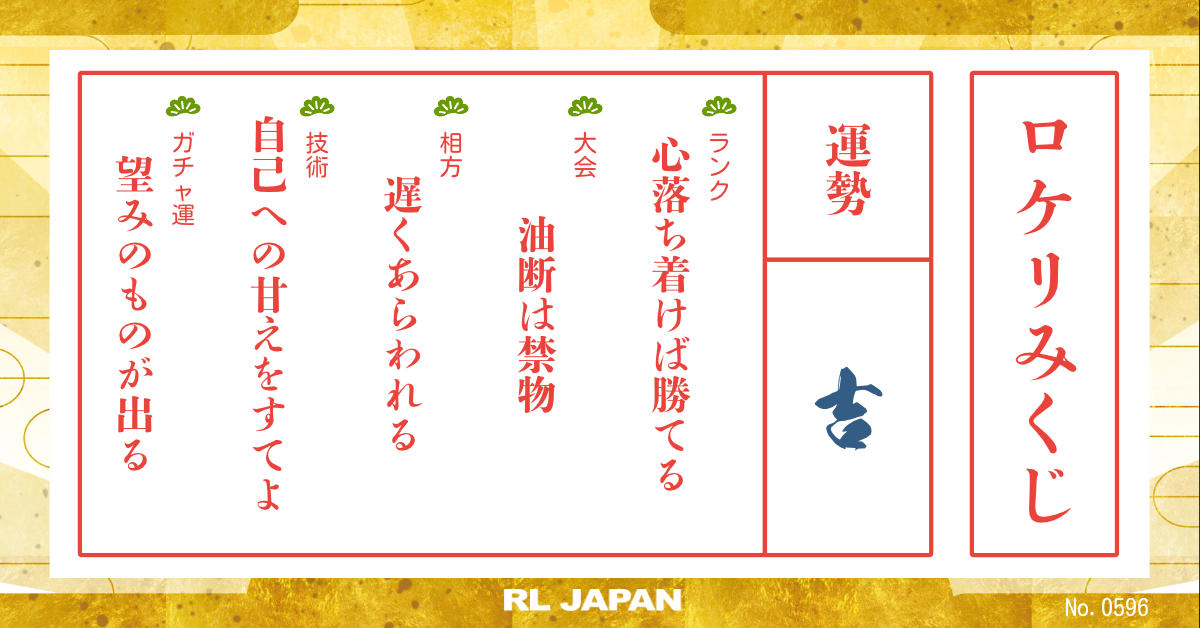 ロケリみくじ
運勢
吉
ランク
心落ち着けば勝てる
大会
油断は禁物
相方
遅くあらわれる
技術
自己への甘えをすてよ
ガチャ運
望みのものが出る
RL JAPAN
No. 0596